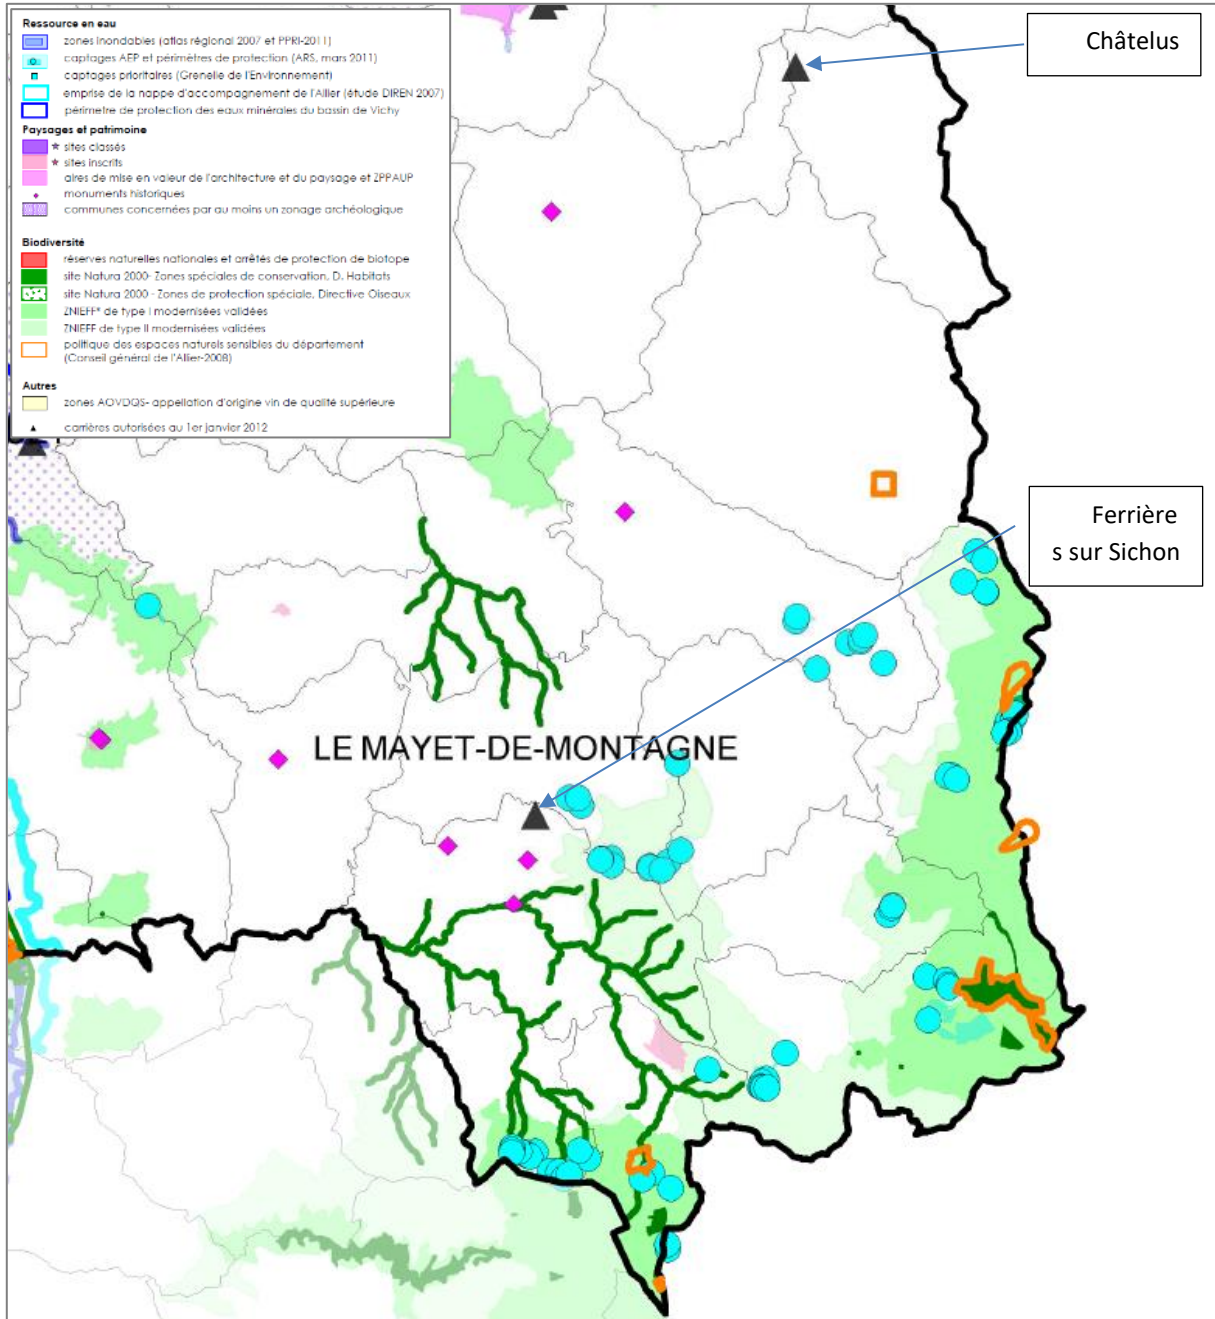 Ressource en eau
zones inondables (atlas régional 2007 et PPRI-2011)
captages AEP et périmètres de protection (ARS, mars 2011)
captages prioritaires (Grenelle de l'Environnement)
emprise de la nappe d'accompagnement de l'Allier (étude DIREN 2007)
périmetre de protection des eaux minérales du bassin de Vichy
Paysages et patrimoine
sites classés
sites inscrits
aires de mise en valeur de l'architecture et du paysage et ZPPAUP
monuments historiques
communes concernées par au moins un zonage archéologique
Biodiversité
réserves naturelles nationales et arrêtés de protection de biotope
site Natura 2000- Zones spéciales de conservation, D. Habitats
site Natura 2000 - Zones de protection spéciale, Directive Oiseaux
ZNIEFF* de type I modernisées validées
ZNIEFF de type II modernisées validées
politique des espaces naturels sensibles du département
(Conseil général de l'Allier-2008)
Autres
zones AOVDQS- appellation d'origine vin de qualité supérieure
carrières autorisées au 1er janvier 2012
Châtelus
Ferrière
s sur Sichon
LE MAYET-DE-MONTAGNE